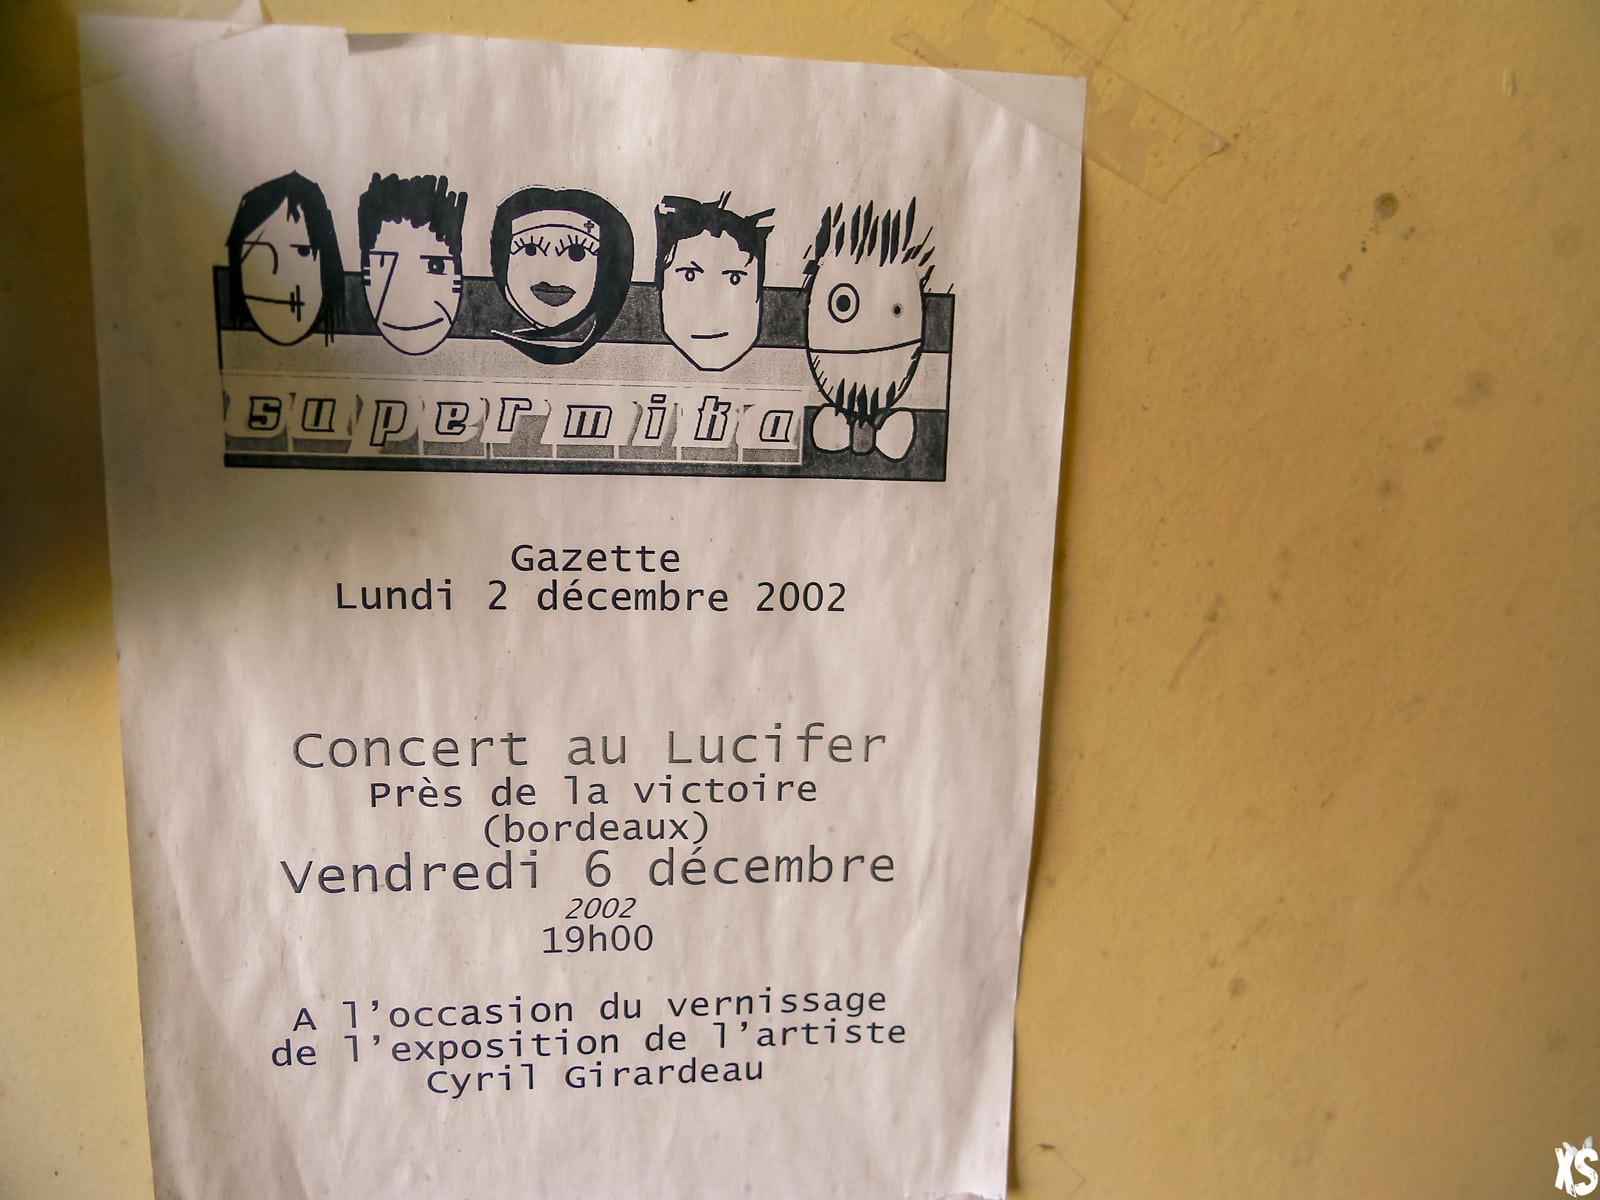 supermika
Gazette
Lundi 2 décembre 2002
Concert au Lucifer
Près de la victoire
(bordeaux)
Vendredi 6 décembre
2002
19h00
A l'occasion du vernissage
de l'exposition de l'artiste
Cyril Girardeau
XS